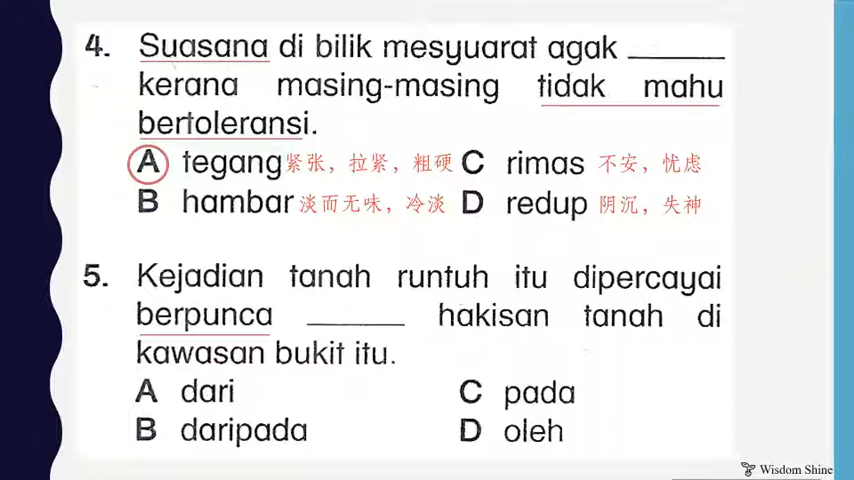 4. Suasana di bilik mesyuarat agak ______
kerana masing-masing tidak mahu
bertoleransi.
A tegang 紧张，拉紧，粗硬 C rimas 不安，忧虑
B hambar 淡而无味，冷淡 D redup 阴沉，失神
5. Kejadian tanah runtuh itu dipercayai
berpunca ______ hakisan tanah di
kawasan bukit itu.
A dari C pada
B daripada D oleh
Wisdom Shine